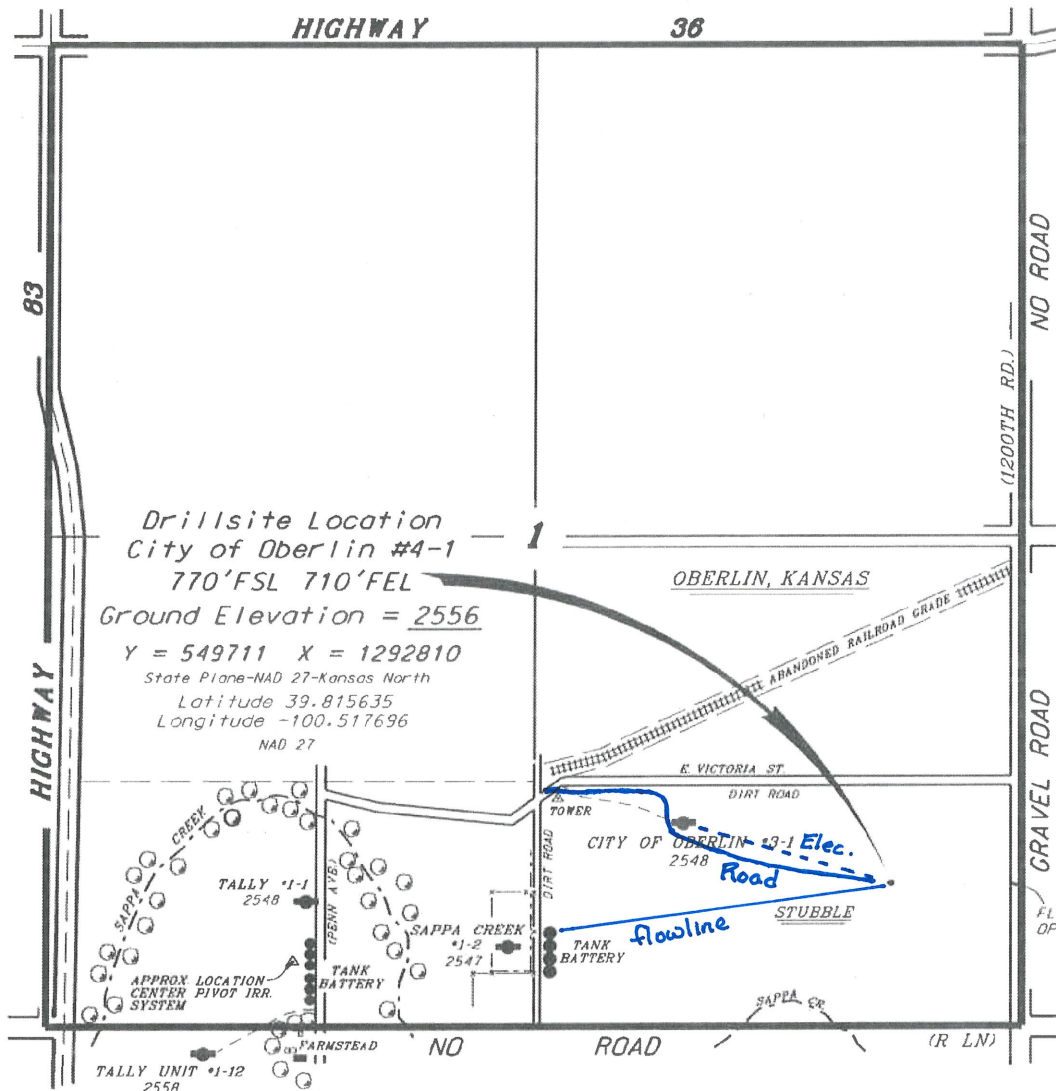 HIGHWAY 36
83
NO ROAD
(1200TH RD.)
Drillsite Location
City of Oberlin #4-1
770'FSL 710'FEL
Ground Elevation = 2556
Y = 549711 X = 1292810
State Plane-NAD 27-Kansas North
Latitude 39.815635
Longitude -100.517696
NAD 27
1
OBERLIN, KANSAS
ABANDONED RAILROAD GRADE
HIGHWAY
E. VICTORIA ST.
DIRT ROAD
TOWER
CITY OF OBERLIN #3-1
2548
Elec.
Road
GRAVEL ROAD
SAPPA CREEK
TALLY #1-1
2548
(PENN AVE.)
DIRT ROAD
SAPPA CREEK
#1-2
2547
flowline
STUBBLE
TANK
BATTERY
APPROX. LOCATION
CENTER PIVOT IRR.
SYSTEM
TANK
BATTERY
SAPPA CR.
FARMSTEAD
NO ROAD
(R LN)
TALLY UNIT #1-12
2558